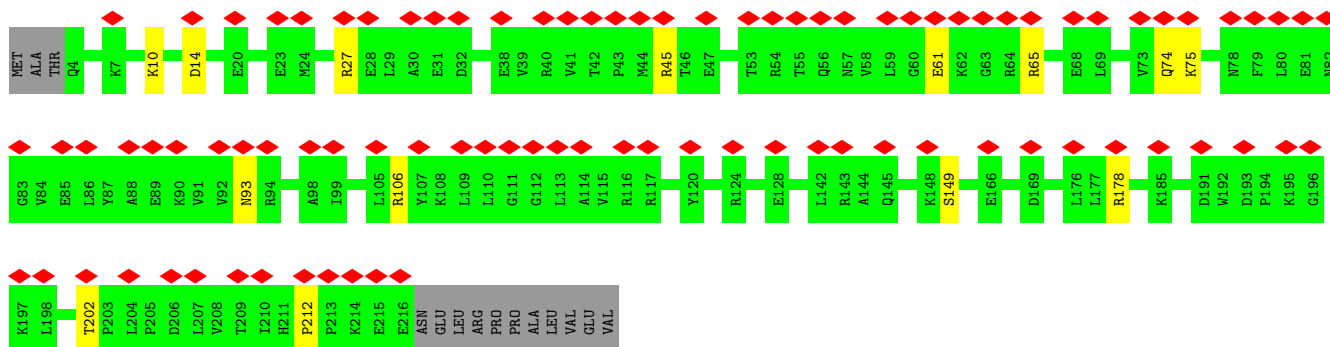 MET ALA THR Q4 K7 K10 D14 E20 E23 M24 R27 E28 L29 A30 E31 D32 E38 V39 R40 V41 T42 P43 M44 R45 T46 E47 T53 R54 T55 Q56 N57 V58 L59 G60 E61 K62 G63 R64 R65 E68 L69 V73 Q74 K75 N78 F79 L80 E81 N82
G83 V84 E85 L86 Y87 A88 E89 K90 V91 V92 N93 R94 A98 I99 L105 R106 Y107 K108 L109 L110 G111 G112 L113 A114 V115 R116 R117 Y120 R124 E128 L142 R143 A144 Q145 K148 S149 E166 D169 L176 L177 R178 K185 D191 W192 D193 P194 K195 G196
K197 L198 T202 P203 L204 P205 D206 L207 V208 T209 I210 H211 P212 P213 K214 E215 E216 ASN GLU LEU ARG PRO PRO ALA LEU VAL GLU VAL